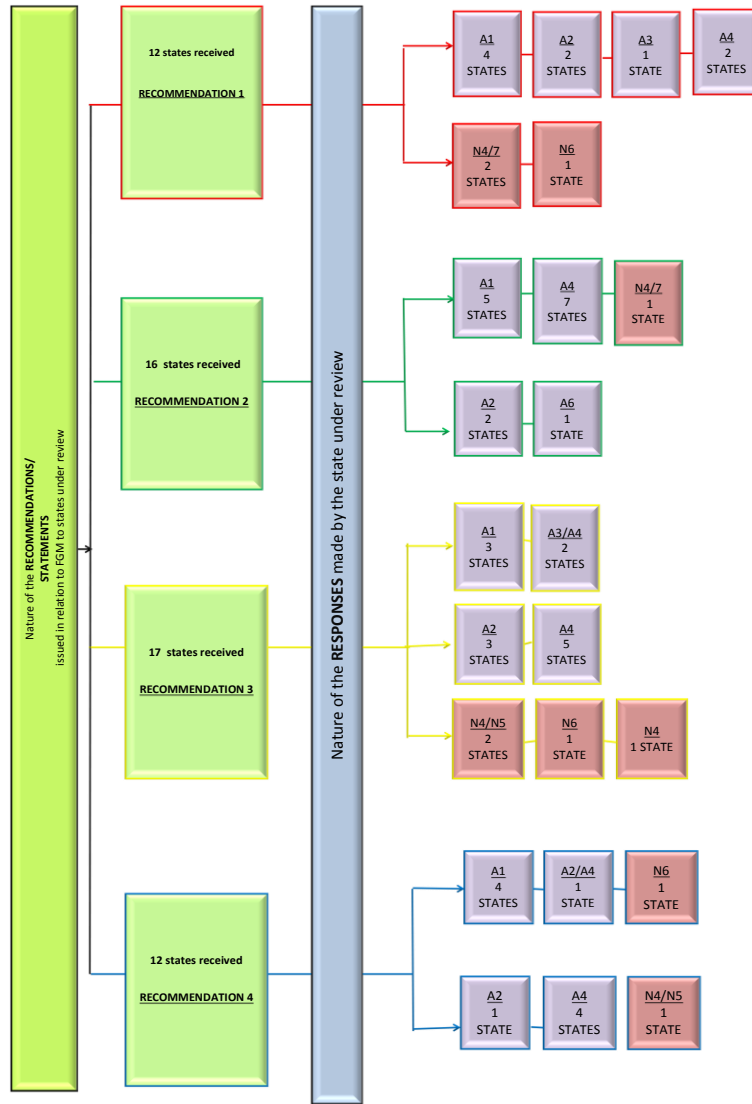 Nature of the RECOMMENDATIONS/
STATEMENTS
issued in relation to FGM to states under review
12 states received
RECOMMENDATION 1
16 states received
RECOMMENDATION 2
17 states received
RECOMMENDATION 3
12 states received
RECOMMENDATION 4
Nature of the RESPONSES made by the state under review
A1
4
STATES
A2
2
STATES
A3
1
STATE
A4
2
STATES
N4/7
2
STATES
N6
1
STATE
A1
5
STATES
A4
7
STATES
N4/7
1
STATE
A2
2
STATES
A6
1
STATE
A1
3
STATES
A3/A4
2
STATES
A2
3
STATES
A4
5
STATES
N4/N5
2
STATES
N6
1
STATE
N4
1 STATE
A1
4
STATES
A2/A4
1
STATE
N6
1
STATE
A2
1
STATE
A4
4
STATES
N4/N5
1
STATE